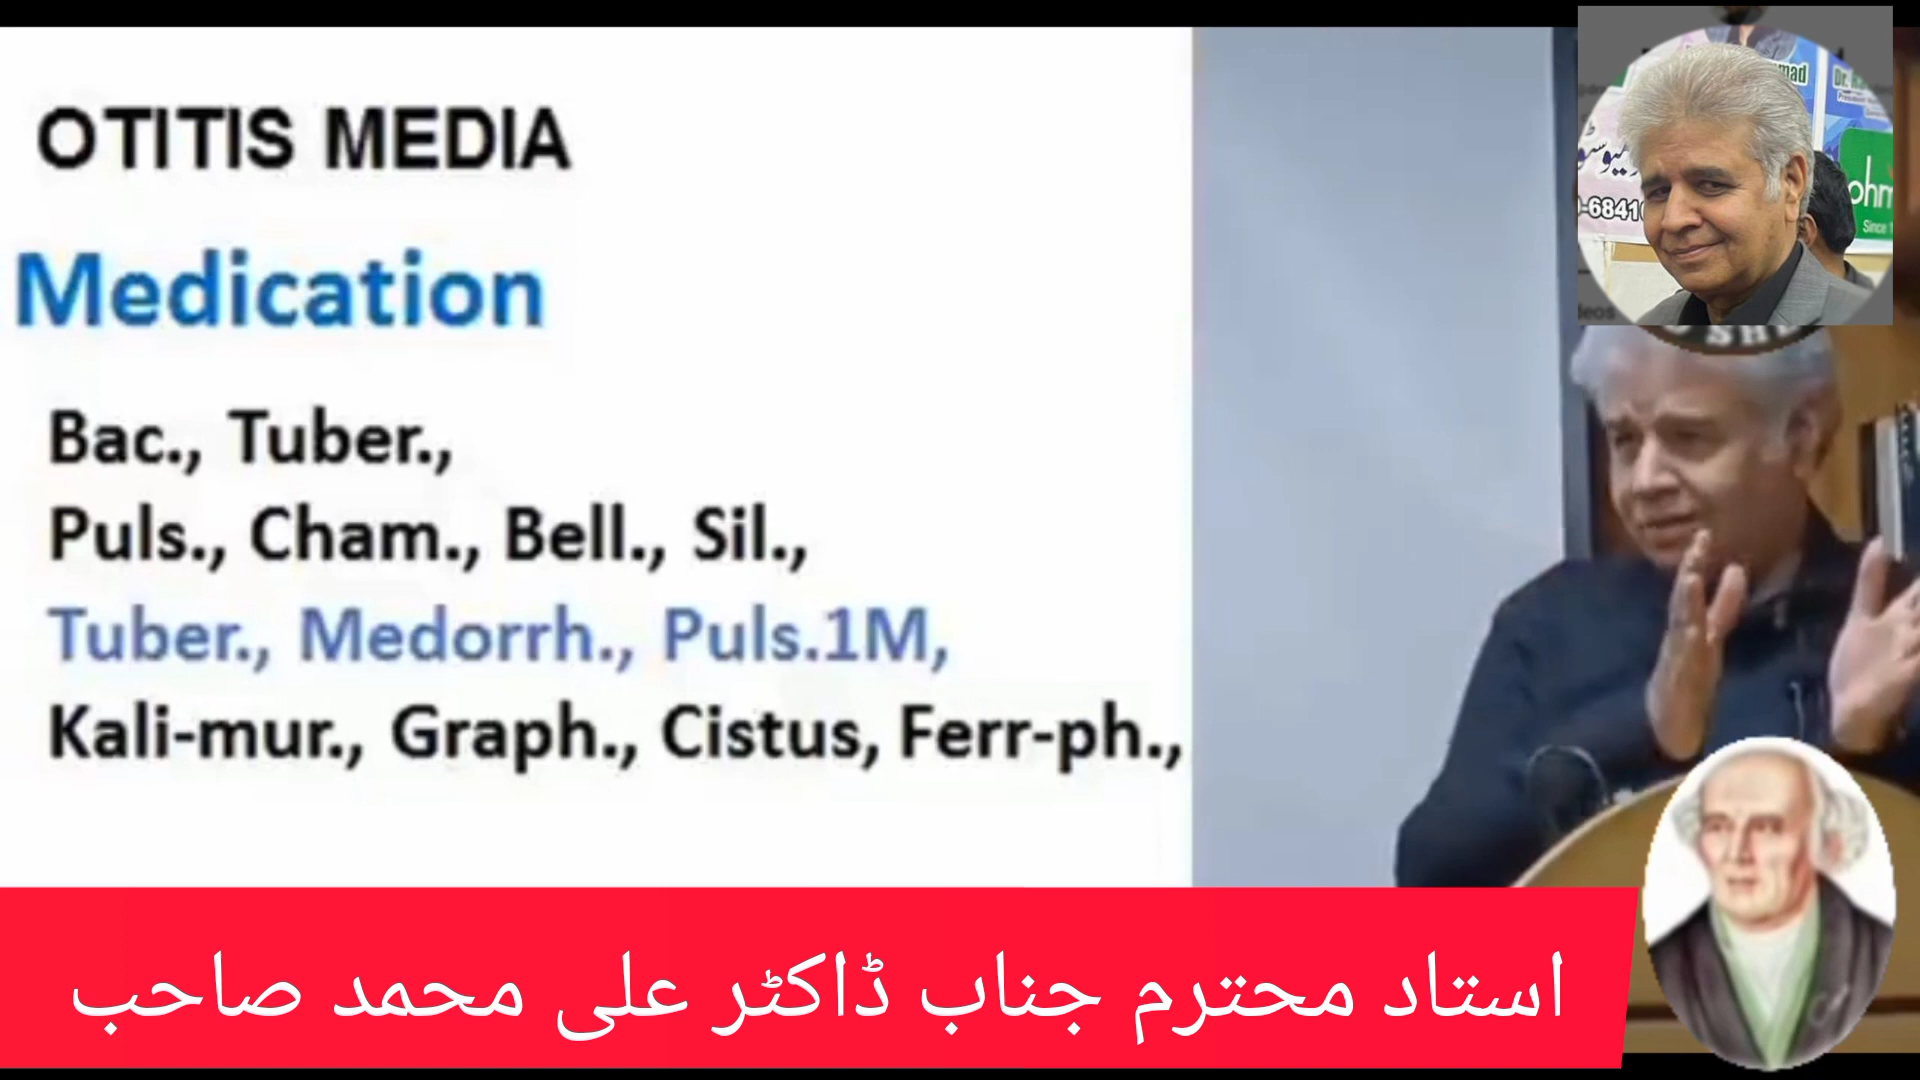 OTITIS MEDIA
Medication
Bac., Tuber.,
Puls., Cham., Bell., Sil.,
Tuber., Medorrh., Puls.1M,
Kali-mur., Graph., Cistus, Ferr-ph.,
استاد محترم جناب ڈاکٹر علی محمد صاحب
Since